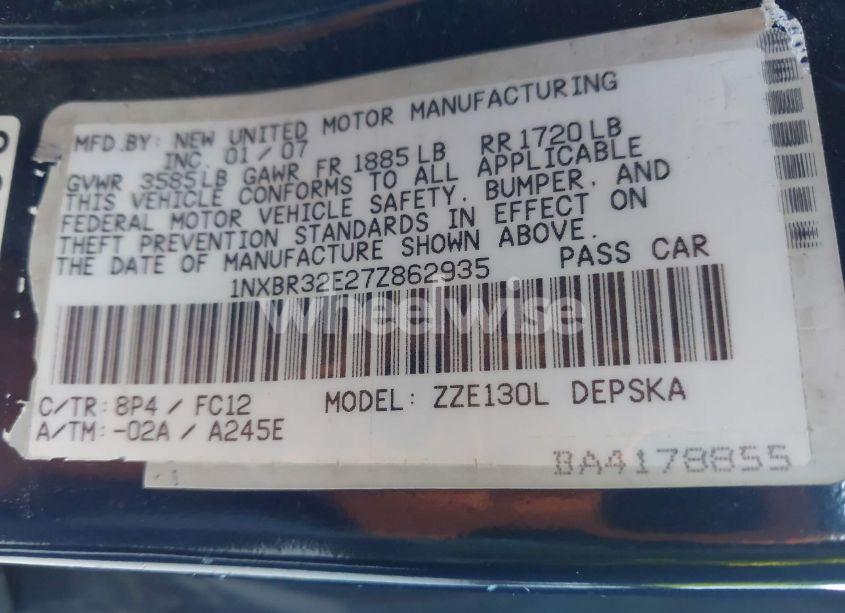 MFD.BY: NEW UNITED MOTOR MANUFACTURING
INC. 01/07
GVWR 3585LB GAWR FR 1885LB RR1720LB
THIS VEHICLE CONFORMS TO ALL APPLICABLE
FEDERAL MOTOR VEHICLE SAFETY, BUMPER, AND
THEFT PREVENTION STANDARDS IN EFFECT ON
THE DATE OF MANUFACTURE SHOWN ABOVE.
1NXBR32E27Z862935 PASS CAR
Wheelwise
C/TR: 8P4 / FC12 MODEL: ZZE130L DEPSKA
A/TM: -02A / A245E
BA4178855